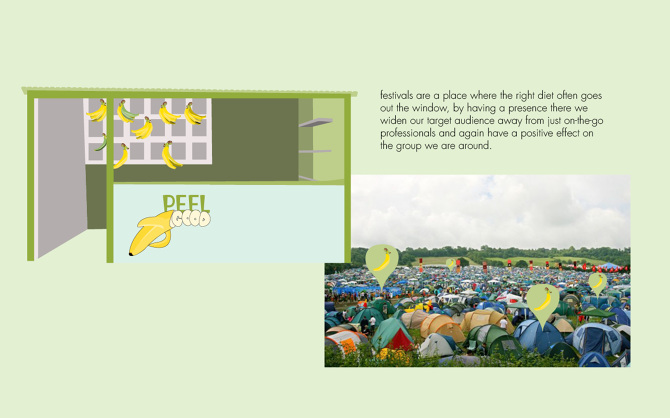 festivals are a place where the right diet often goes
out the window, by having a presence there we
widen our target audience away from just on-the-go
professionals and again have a positive effect on
the group we are around.
PEEL
GOOD